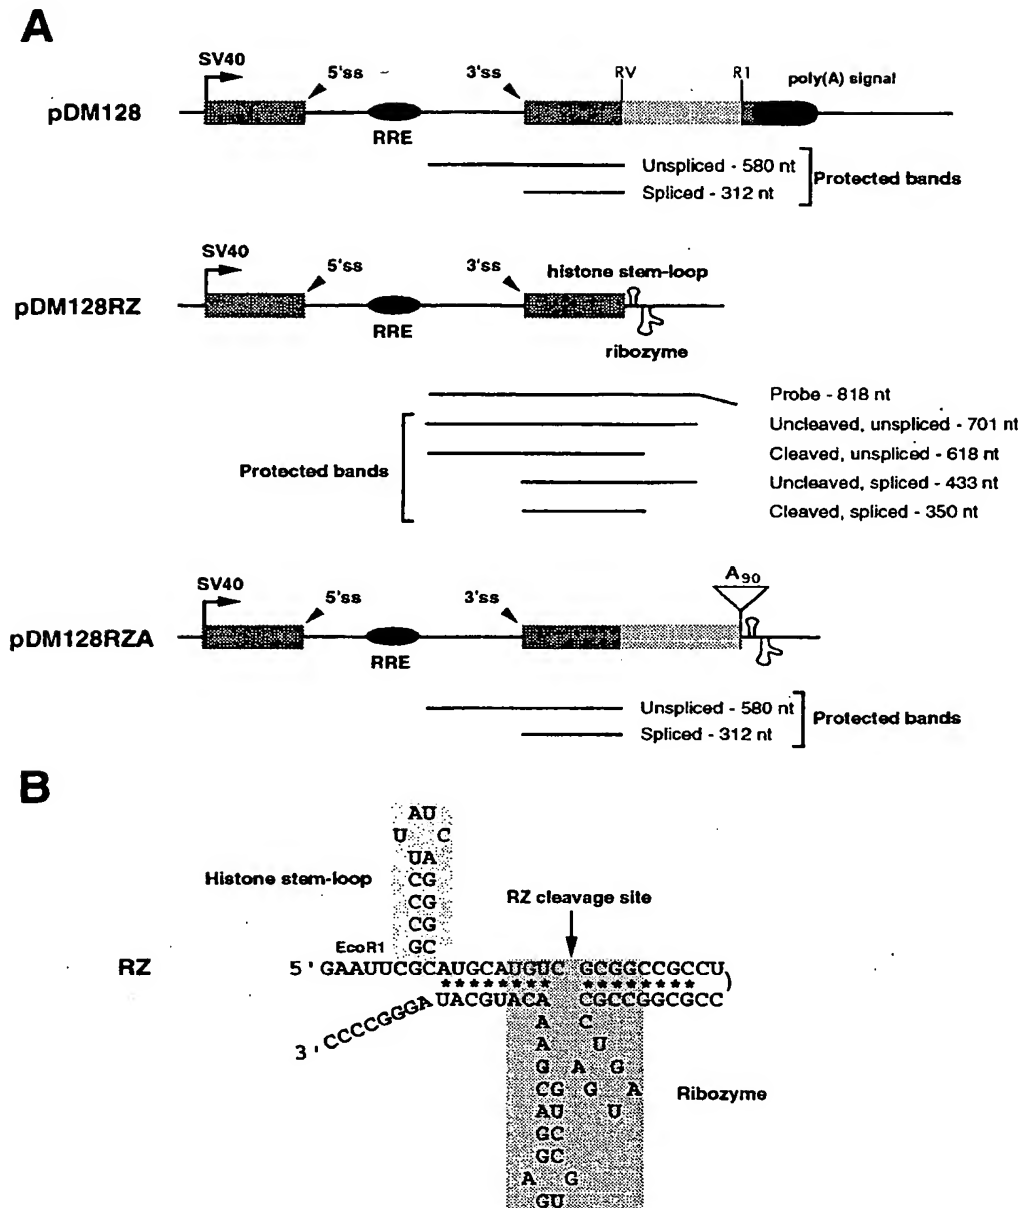 A
SV40
5'ss
3'ss
RV
R1
poly(A) signal
pDM128
RRE
Unspliced - 580 nt
Spliced - 312 nt
Protected bands
SV40
5'ss
3'ss
histone stem-loop
pDM128RZ
RRE
ribozyme
Probe - 818 nt
Uncleaved, unspliced - 701 nt
Cleaved, unspliced - 618 nt
Uncleaved, spliced - 433 nt
Cleaved, spliced - 350 nt
Protected bands
A90
SV40
5'ss
3'ss
pDM128RZA
RRE
Unspliced - 580 nt
Spliced - 312 nt
Protected bands
B
AU
U C
UA
Histone stem-loop
CG
CG
CG
GC
RZ cleavage site
EcoR1
RZ
5'GAAUUCGCAUGCAUGUC GCGGCCGCCU
******** ********
3'CCCCGGGAUACGUACA CGCCGGCGCC
A C
A U
G A G
CG G A
AU U
GC
GC
A G
GU
Ribozyme